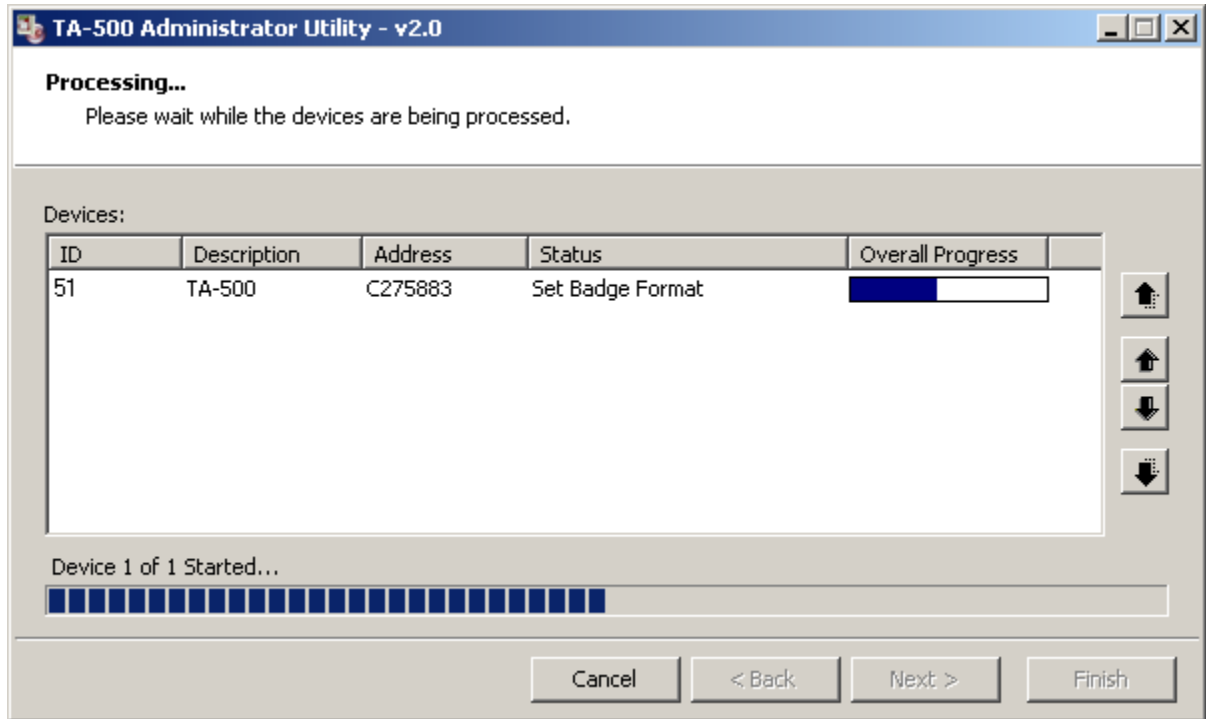 TA-500 Administrator Utility - v2.0
Processing...
Please wait while the devices are being processed.
Devices:
ID Description Address Status Overall Progress
51 TA-500 C275883 Set Badge Format
Device 1 of 1 Started...
Cancel < Back Next > Finish